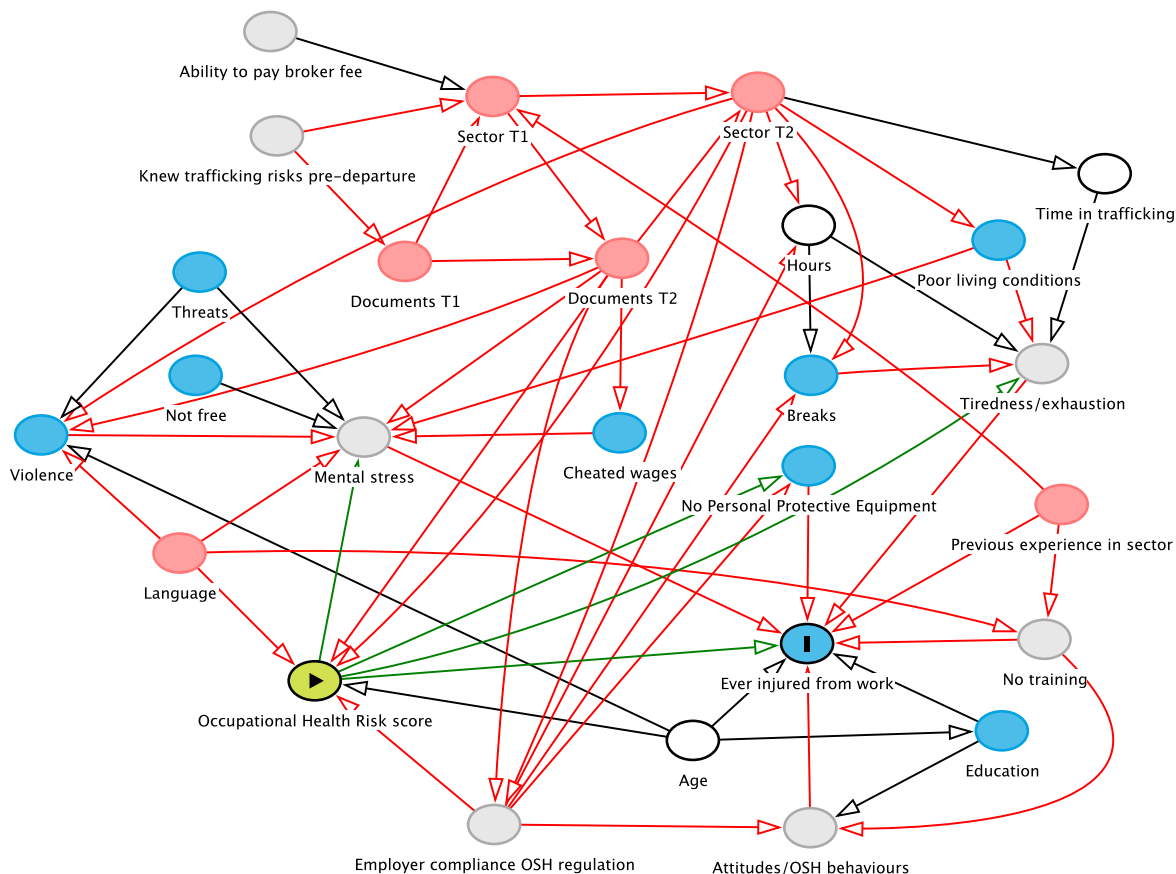 Ability to pay broker fee
Sector T1
Sector T2
Knew trafficking risks pre-departure
Time in trafficking
Hours
Poor living conditions
Documents T1
Documents T2
Threats
Not free
Breaks
Tiredness/exhaustion
Violence
Mental stress
Cheated wages
No Personal Protective Equipment
Previous experience in sector
Language
No training
Ever injured from work
Occupational Health Risk score
Age
Education
Employer compliance OSH regulation
Attitudes/OSH behaviours